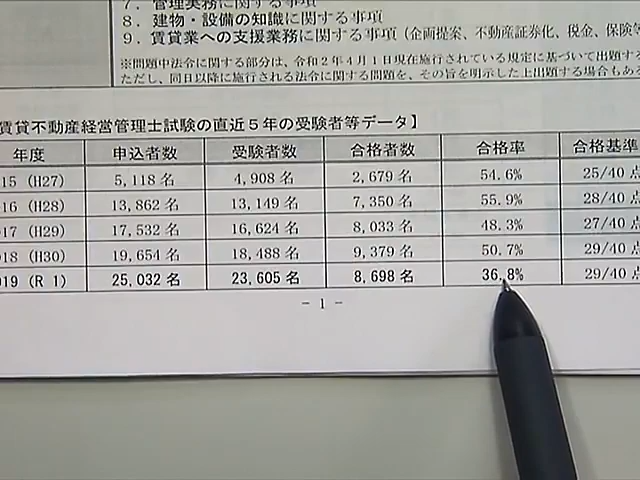 7. 管理実務に関する事項
8. 建物・設備の知識に関する事項
9. 賃貸業への支援業務に関する事項（企画提案、不動産証券化、税金、保険等
※問題中法令に関する部分は、令和２年４月１日現在施行されている規定に基づいて出題する
ただし、同日以降に施行される法令に関する問題を、その旨を明示した上出題する場合もあ
賃貸不動産経営管理士試験の直近５年の受験者等データ】
年度 申込者数 受験者数 合格者数 合格率 合格基準
15 (H27) 5,118 名 4,908 名 2,679 名 54.6% 25/40 点
16 (H28) 13,862 名 13,149 名 7,350 名 55.9% 28/40 点
17 (H29) 17,532 名 16,624 名 8,033 名 48.3% 27/40 点
18 (H30) 19,654 名 18,488 名 9,379 名 50.7% 29/40 点
19 (R 1) 25,032 名 23,605 名 8,698 名 36.8% 29/40 点
- 1 -